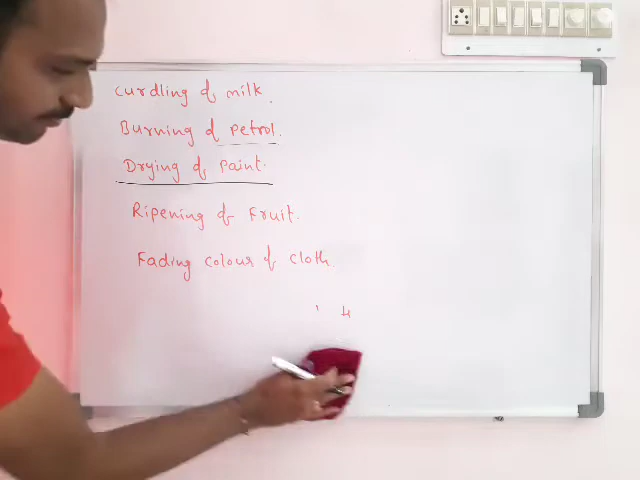 curdling of milk.
Burning of petrol.
Drying of paint.
Ripening of Fruit.
Fading colour of cloth.